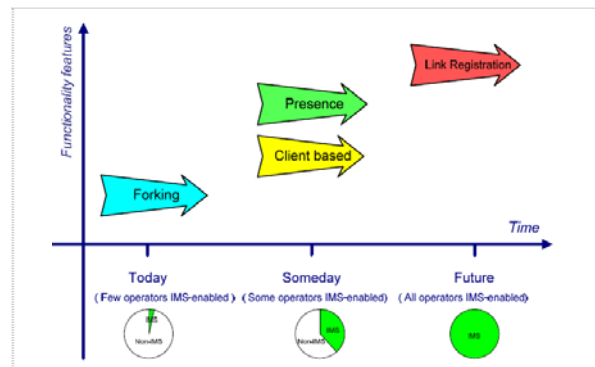 Functionality features
Link Registration
Presence
Client based
Forking
Time
Today
Someday
Future
(Few operators IMS-enabled)
(Some operators IMS-enabled)
(All operators IMS-enabled)
IMS
Non-IMS
IMS
Non-IMS
IMS